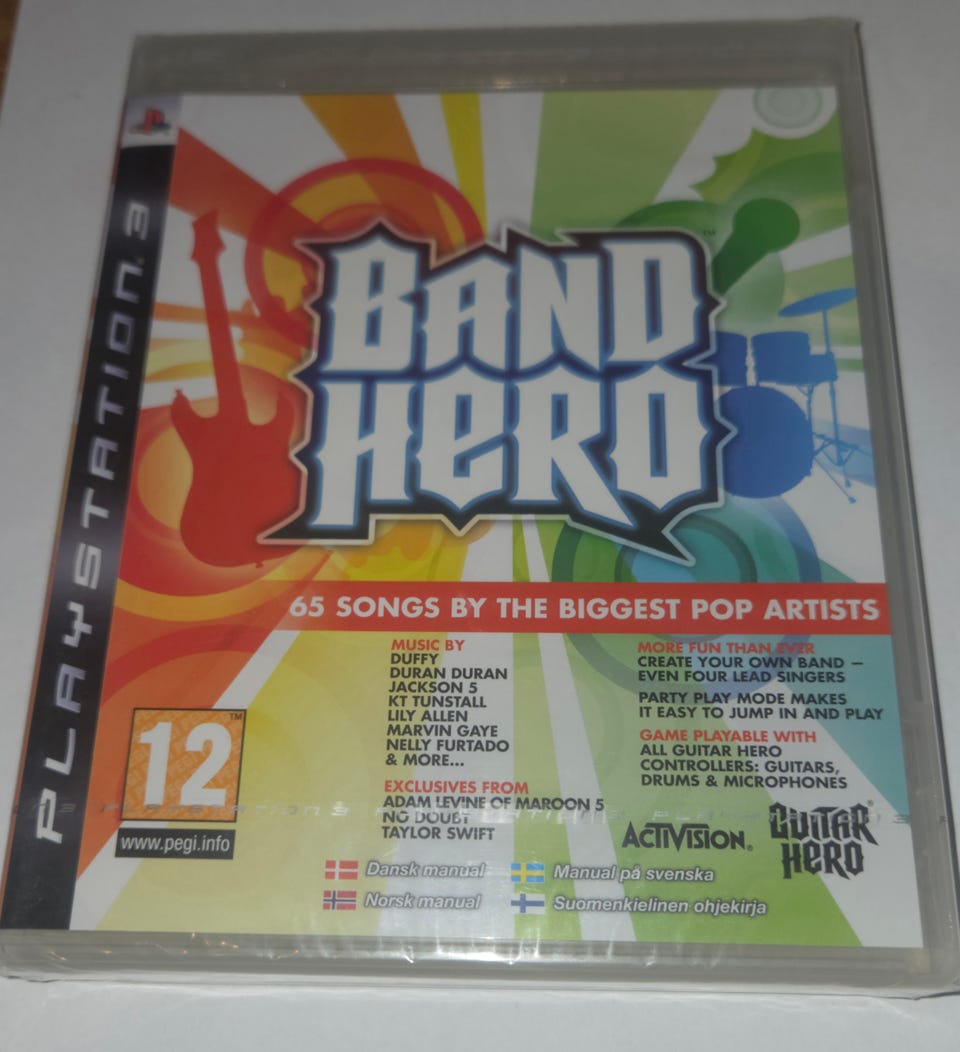 PLAYSTATION 3
BAND
HERO
™
65 SONGS BY THE BIGGEST POP ARTISTS
MUSIC BY
DUFFY
DURAN DURAN
JACKSON 5
KT TUNSTALL
LILY ALLEN
MARVIN GAYE
NELLY FURTADO
& MORE...
EXCLUSIVES FROM
ADAM LEVINE OF MAROON 5
NO DOUBT
TAYLOR SWIFT
MORE FUN THAN EVER
CREATE YOUR OWN BAND –
EVEN FOUR LEAD SINGERS
PARTY PLAY MODE MAKES
IT EASY TO JUMP IN AND PLAY
GAME PLAYABLE WITH
ALL GUITAR HERO
CONTROLLERS: GUITARS,
DRUMS & MICROPHONES
12™
www.pegi.info
ACTIVISION®
GUITAR®
HERO
Dansk manual
Manual på svenska
Norsk manual
Suomenkielinen ohjekirja